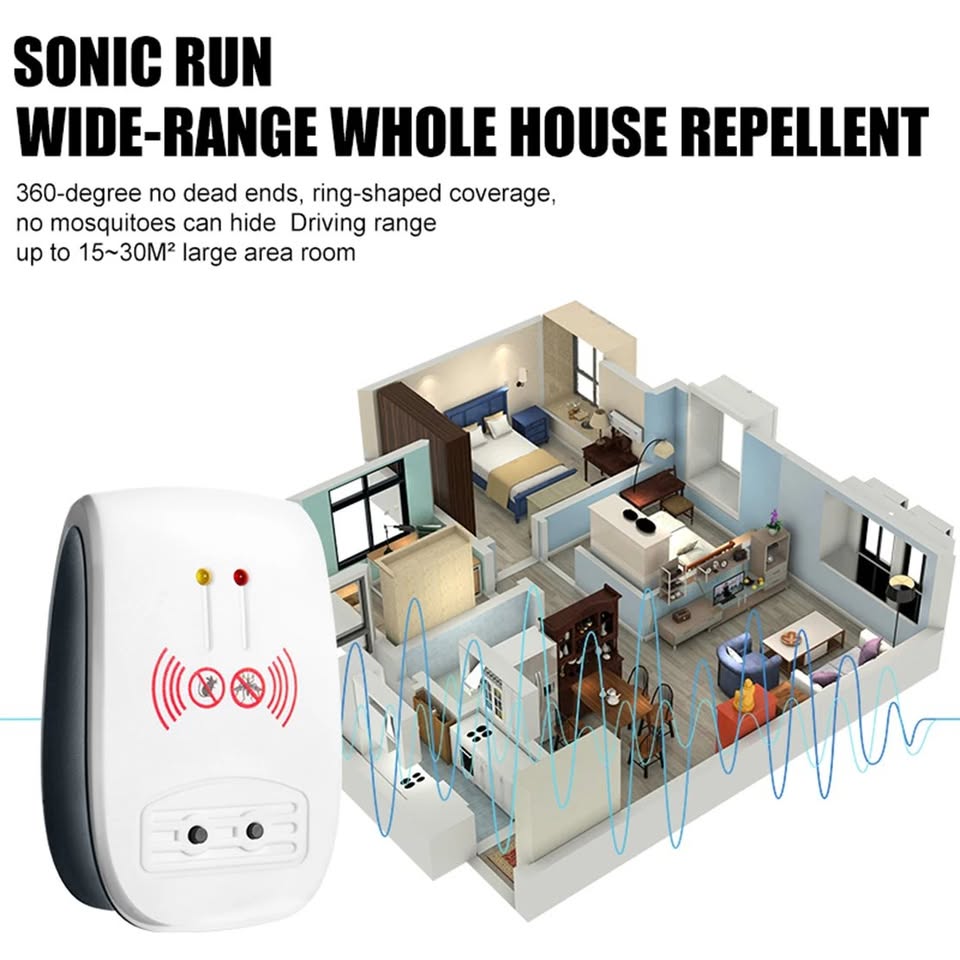 SONIC RUN
WIDE-RANGE WHOLE HOUSE REPELLENT
360-degree no dead ends, ring-shaped coverage,
no mosquitoes can hide  Driving range
up to 15~30M² large area room